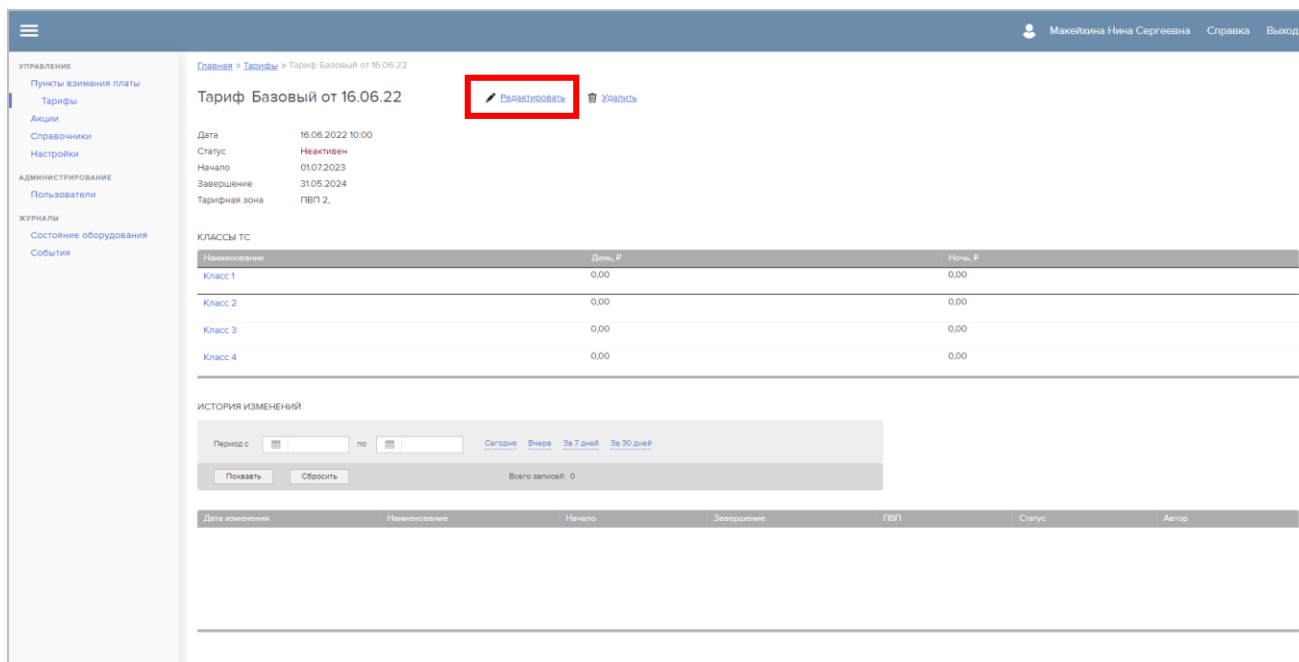 Макейхина Нина Сергеевна Справка Выход
УПРАВЛЕНИЕ
Пункты взимания платы
Тарифы
Акции
Справочники
Настройки
АДМИНИСТРИРОВАНИЕ
Пользователи
ЖУРНАЛЫ
Состояние оборудования
События
Главная > Тарифы > Тариф Базовый от 16.06.22
Тариф Базовый от 16.06.22 Редактировать Удалить
Дата 16.06.2022 10:00
Статус Неактивен
Начало 01.07.2023
Завершение 31.05.2024
Тарифная зона ПВП 2,
КЛАССЫ ТС
Наименование День, ₽ Ночь, ₽
Класс 1 0,00 0,00
Класс 2 0,00 0,00
Класс 3 0,00 0,00
Класс 4 0,00 0,00
ИСТОРИЯ ИЗМЕНЕНИЙ
Период с по Сегодня Вчера За 7 дней За 30 дней
Показать Сбросить Всего записей: 0
Дата изменения Наименование Начало Завершение ПВП Статус Автор